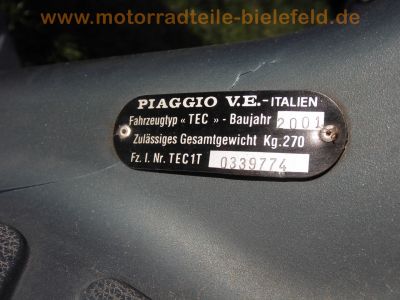 www.motorradteile-bielefeld.de
PIAGGIO V.E.-ITALIEN
Fahrzeugtyp «TEC» - Baujahr 2001
Zulässiges Gesamtgewicht Kg.270
Fz. I. Nr. TEC1T 0339774